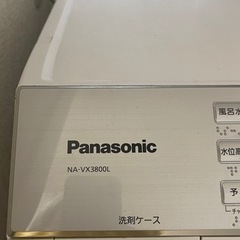 風呂水
Panasonic
NA-VX3800L
水位
予
洗剤ケース